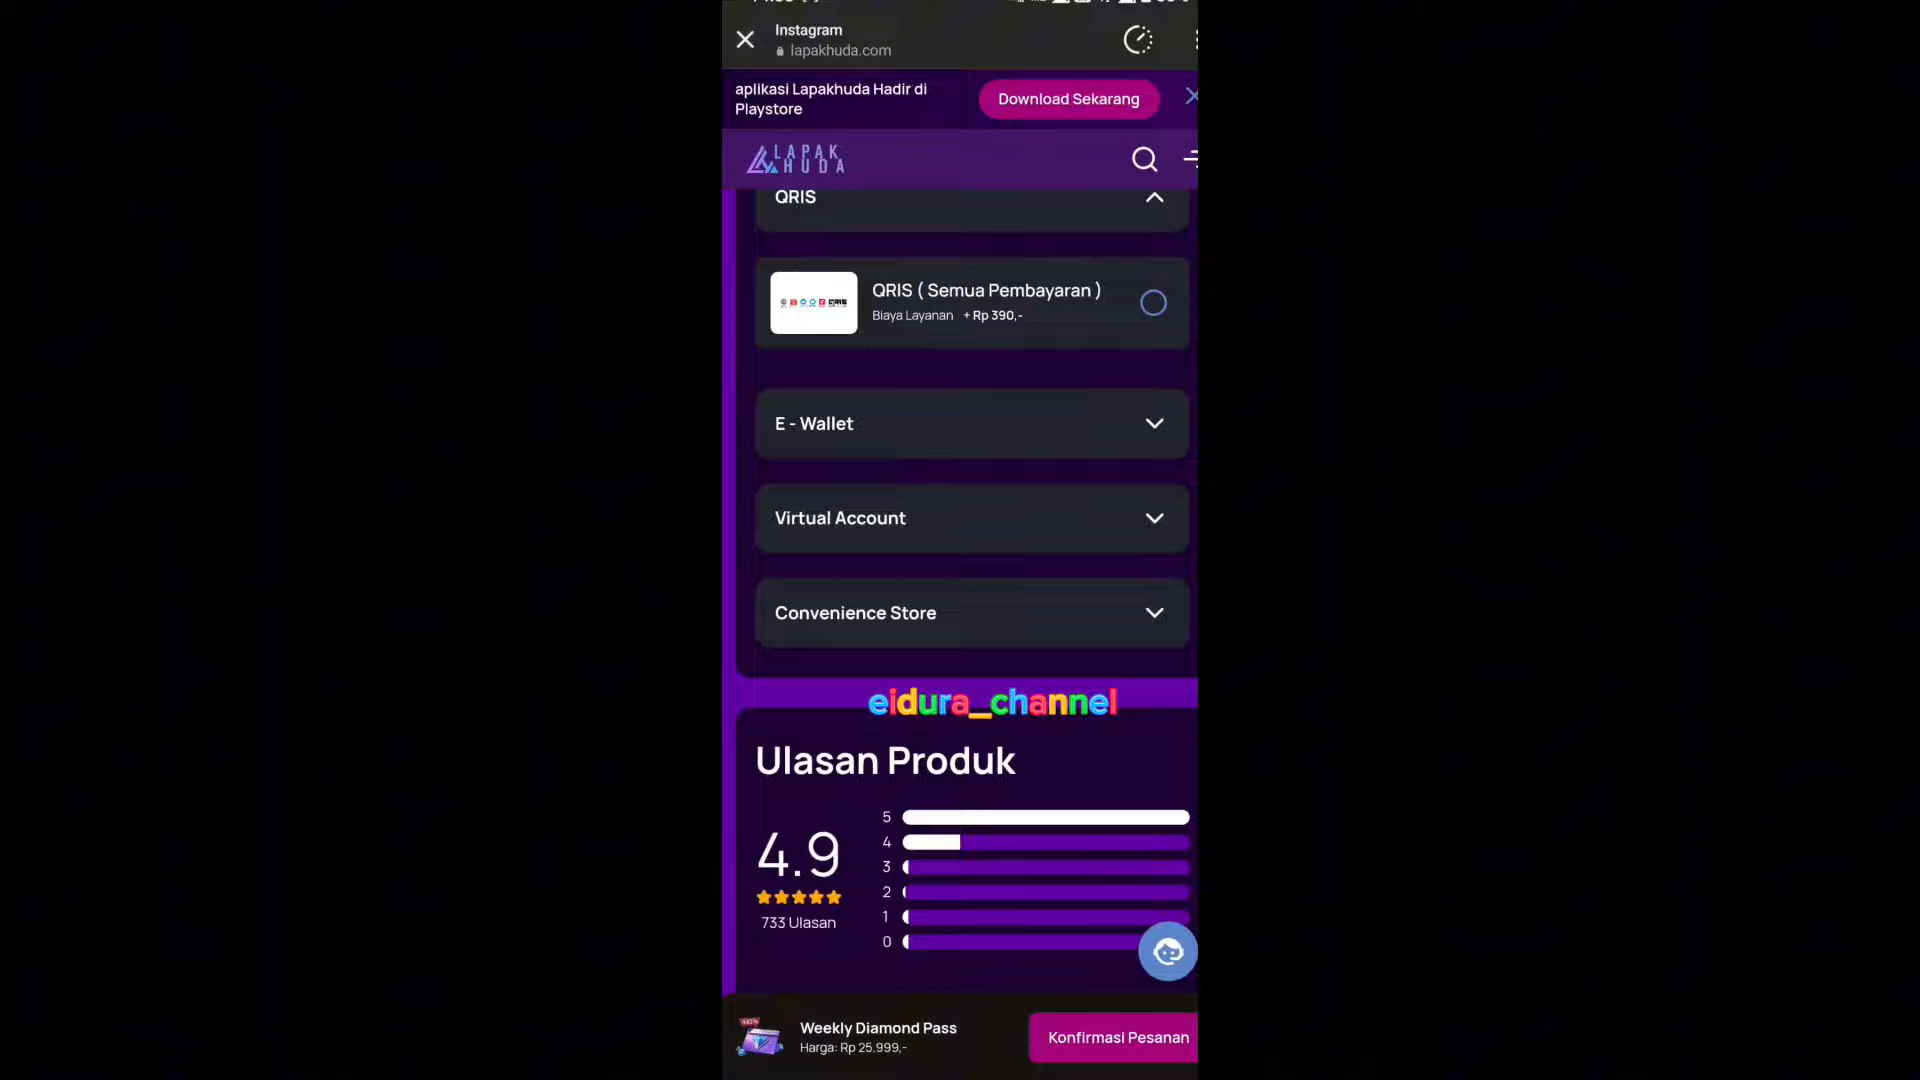 Instagram
lapakhuda.com
aplikasi Lapakhuda Hadir di
Playstore
Download Sekarang
LAPAK
HUDA
QRIS
QRIS ( Semua Pembayaran )
Biaya Layanan + Rp 390,-
E - Wallet
Virtual Account
Convenience Store
eidura_channel
Ulasan Produk
4.9
733 Ulasan
5
4
3
2
1
0
Weekly Diamond Pass
Harga: Rp 25.999,-
Konfirmasi Pesanan